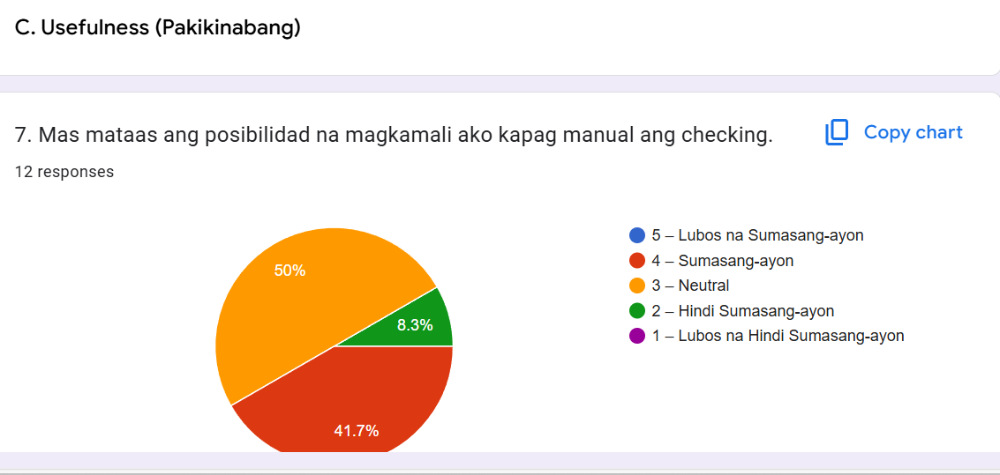 C. Usefulness (Pakikinabang)
7. Mas mataas ang posibilidad na magkamali ako kapag manual ang checking.
Copy chart
12 responses
50%
8.3%
41.7%
5 – Lubos na Sumasang-ayon
4 – Sumasang-ayon
3 – Neutral
2 – Hindi Sumasang-ayon
1 – Lubos na Hindi Sumasang-ayon